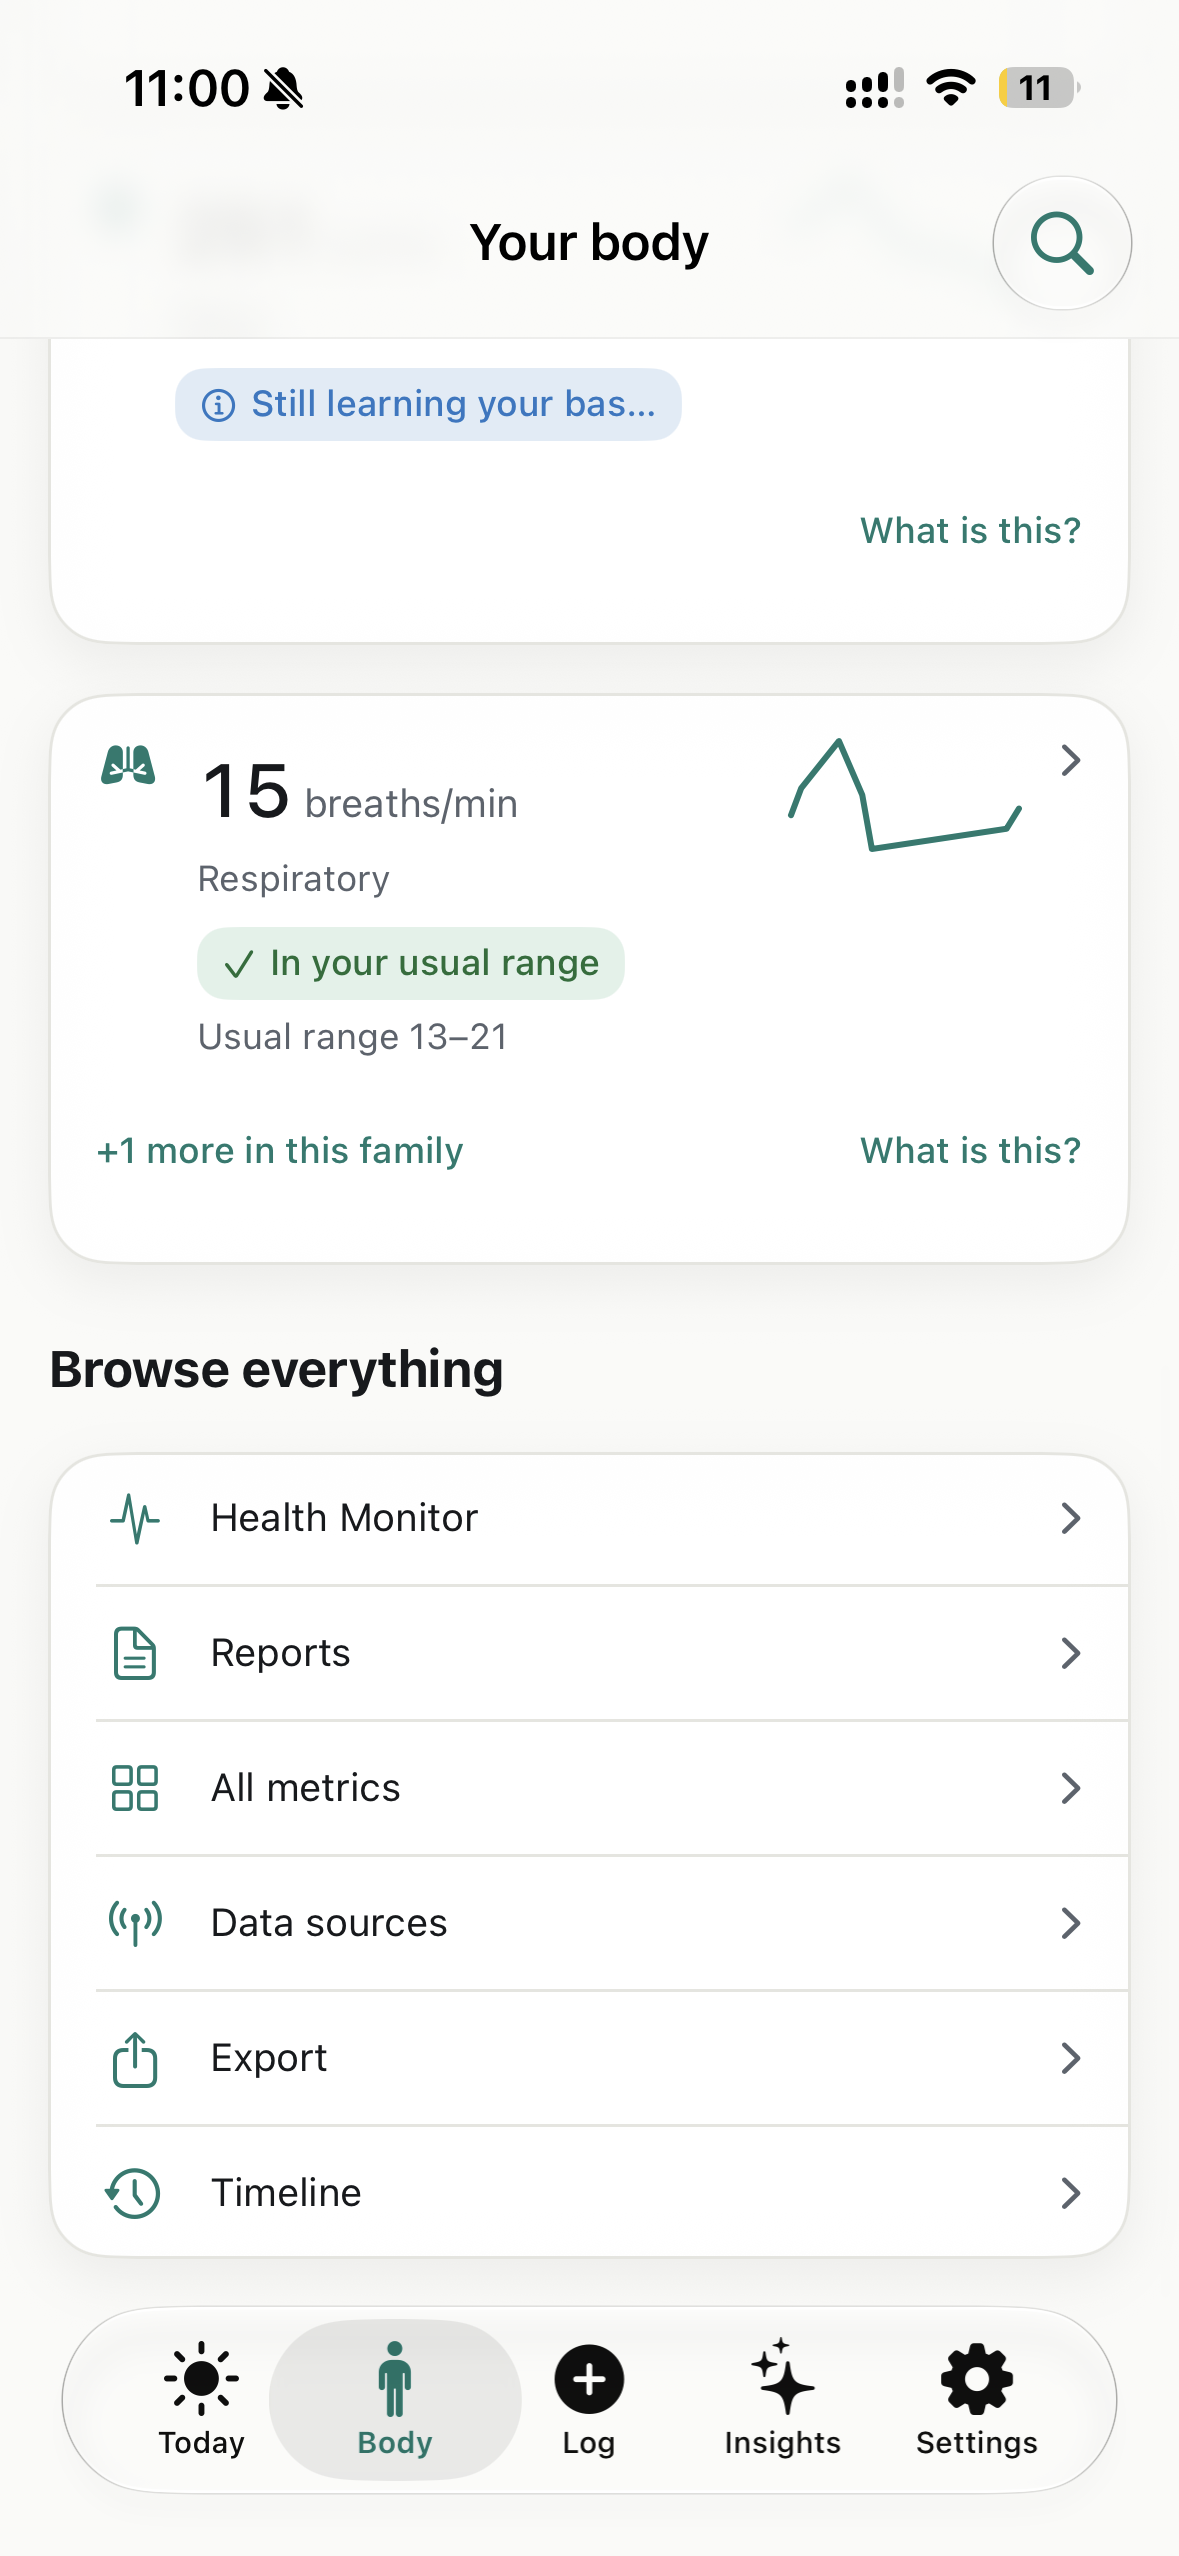 11:00
11
Your body
Still learning your bas...
What is this?
15 breaths/min
Respiratory
In your usual range
Usual range 13–21
+1 more in this family
What is this?
Browse everything
Health Monitor
Reports
All metrics
Data sources
Export
Timeline
Today
Body
Log
Insights
Settings